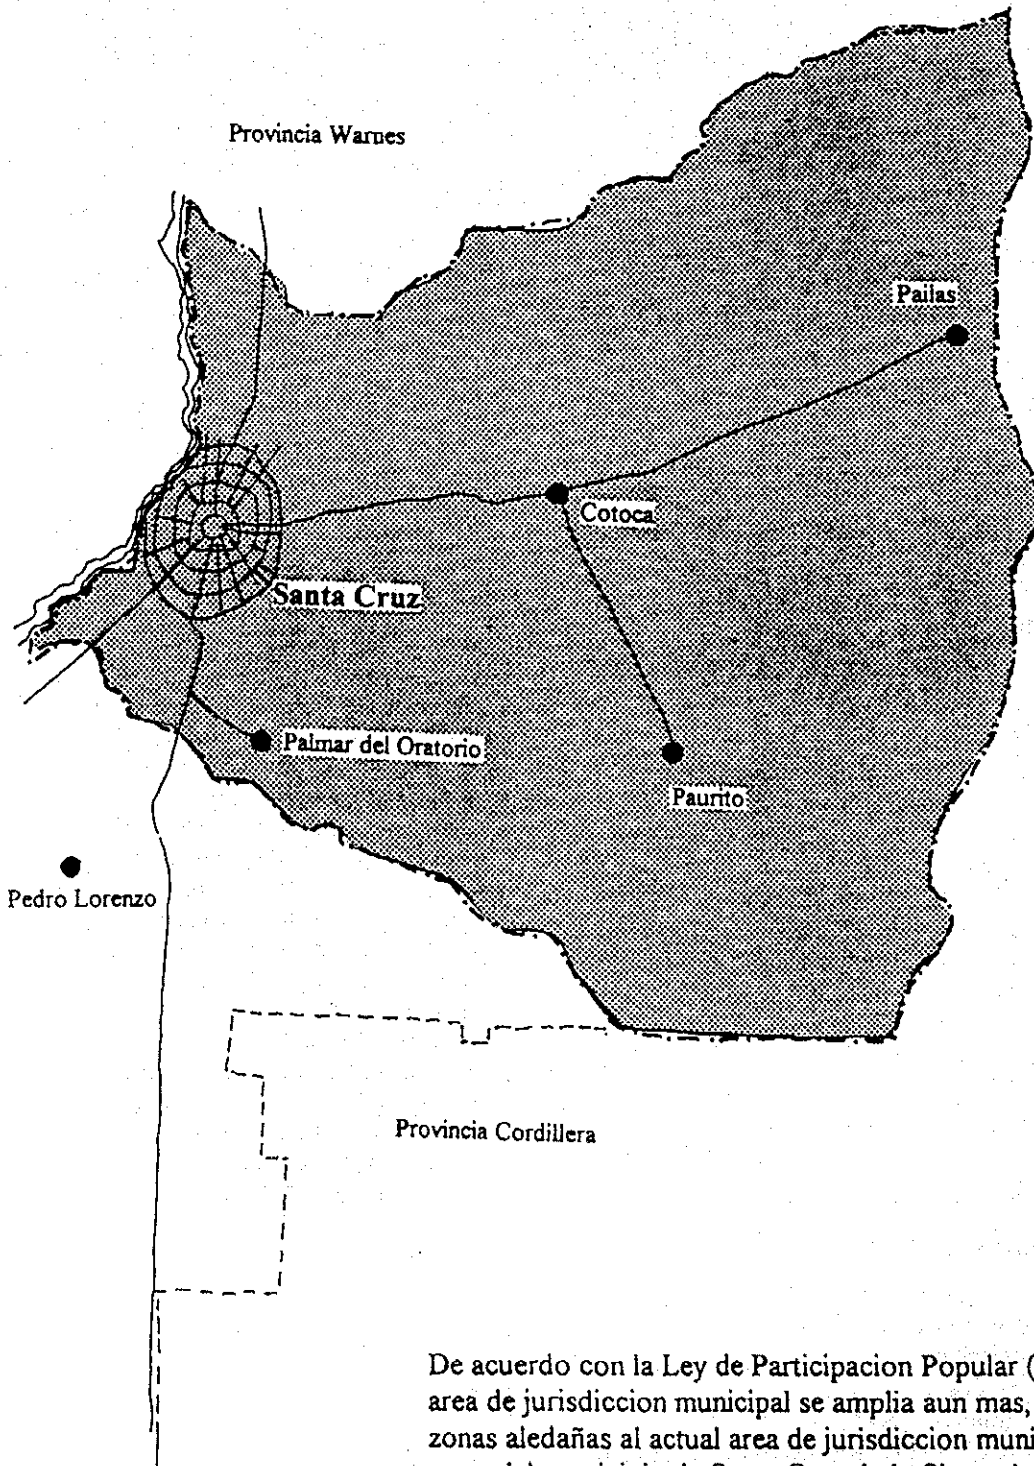 Provincia Warnes
Pailas
Cotoca
Santa Cruz
Palmar del Oratorio
Paurito
Pedro Lorenzo
Provincia Cordillera
De acuerdo con la Ley de Participacion Popular (
area de jurisdiccion municipal se amplia aun mas,
zonas aledañas al actual area de jurisdiccion muni